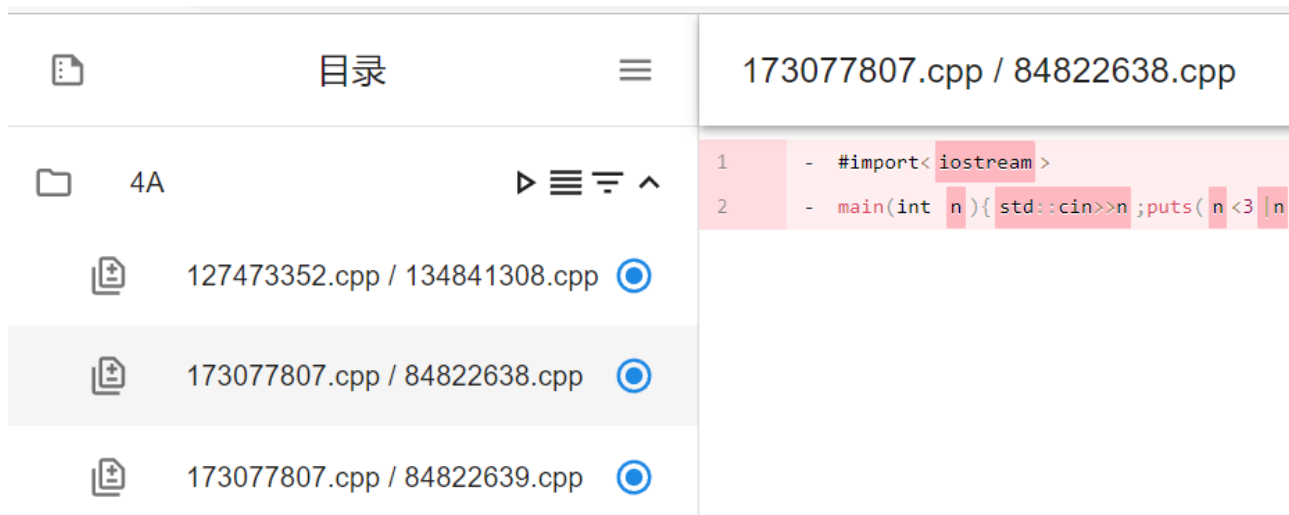 目录
173077807.cpp / 84822638.cpp
4A
127473352.cpp / 134841308.cpp
173077807.cpp / 84822638.cpp
173077807.cpp / 84822639.cpp
1 - #import< iostream >
2 - main(int n ){ std::cin>>n ;puts( n <3 |n